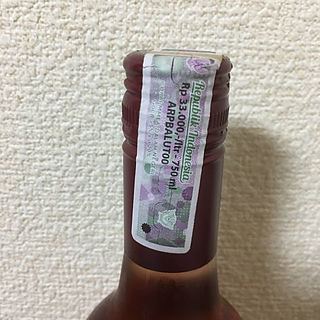 Republik Indonesia
Rp 33.000,-/ltr - 750 ml
ARPBALUT00